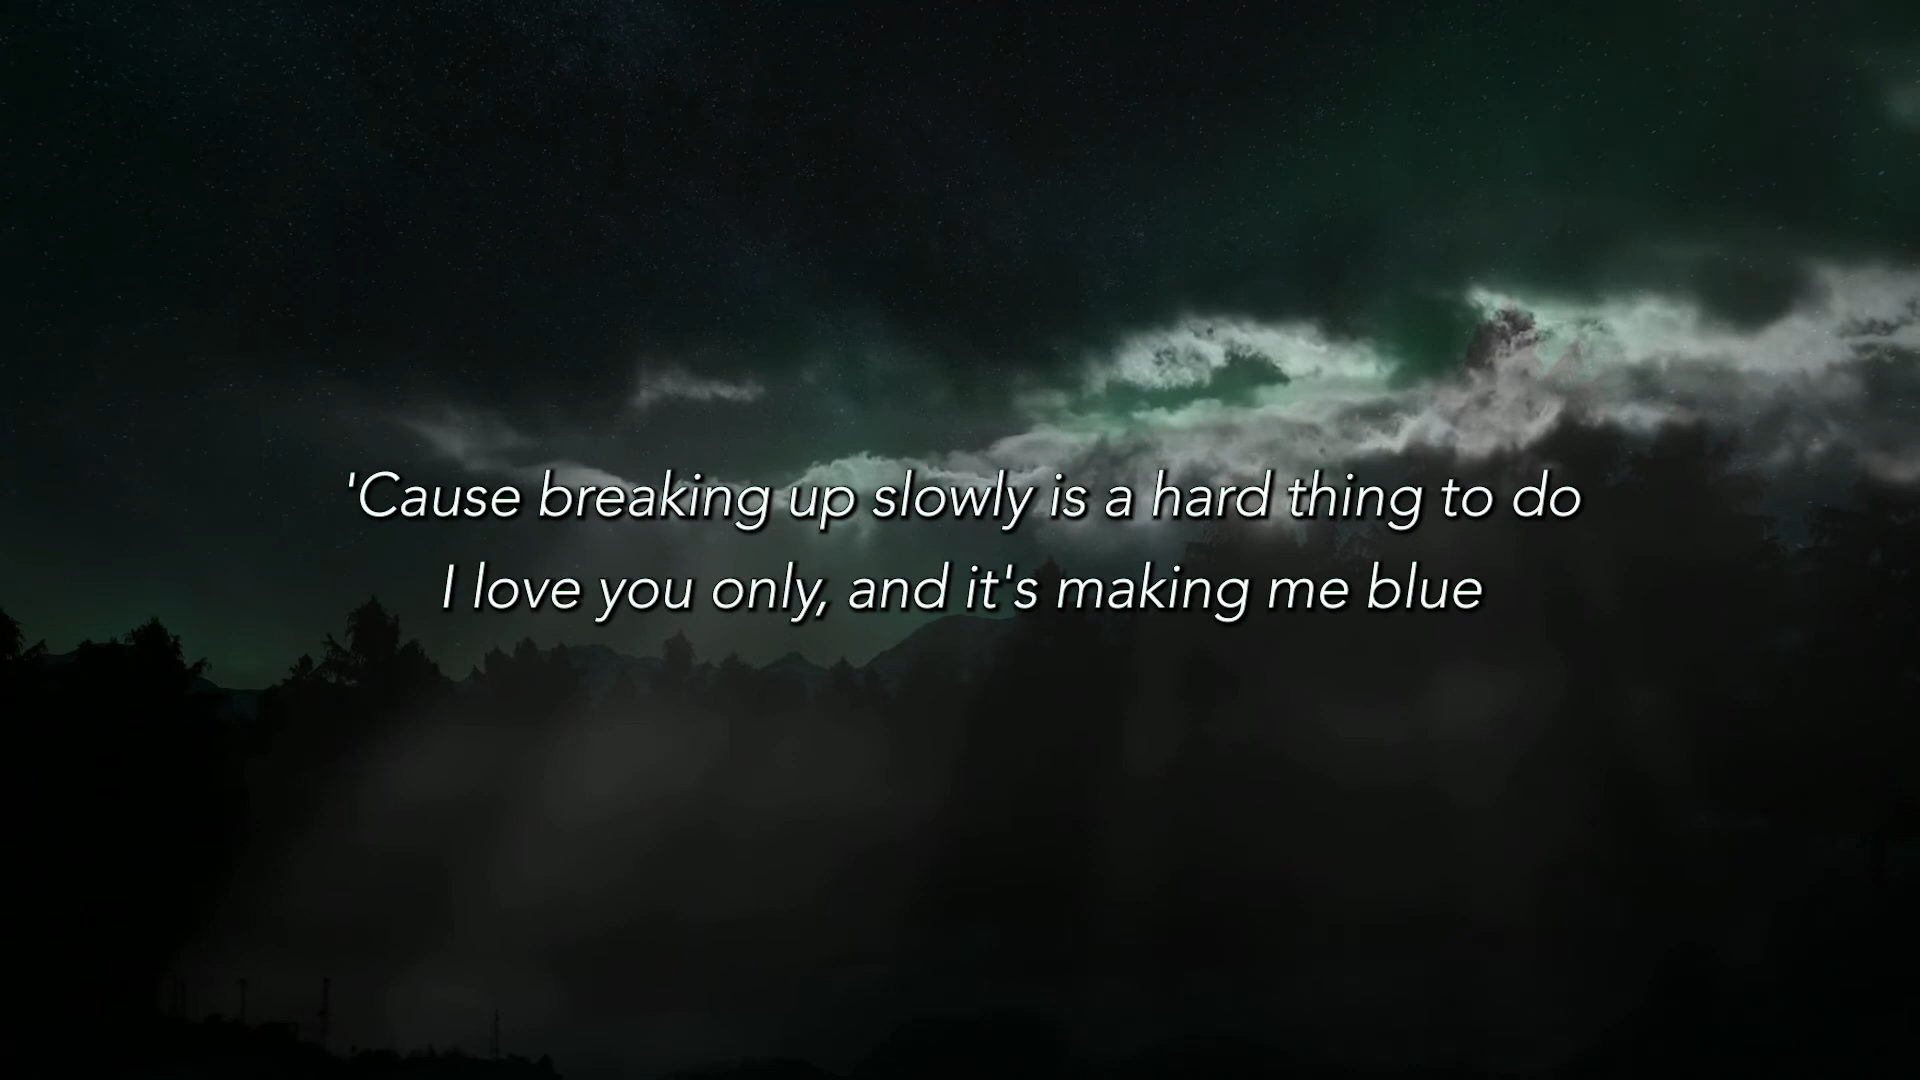 'Cause breaking up slowly is a hard thing to do
I love you only, and it's making me blue